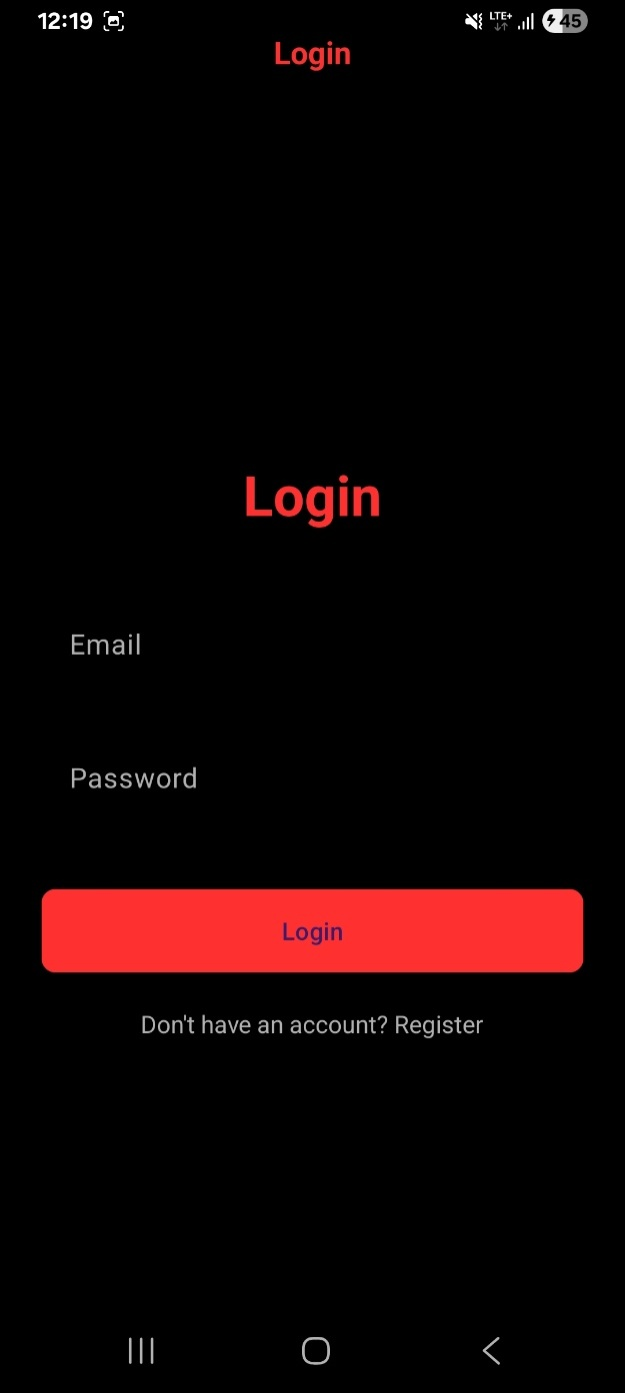 12:19 LTE+ 45
Login
Login
Email
Password
Login
Don't have an account? Register